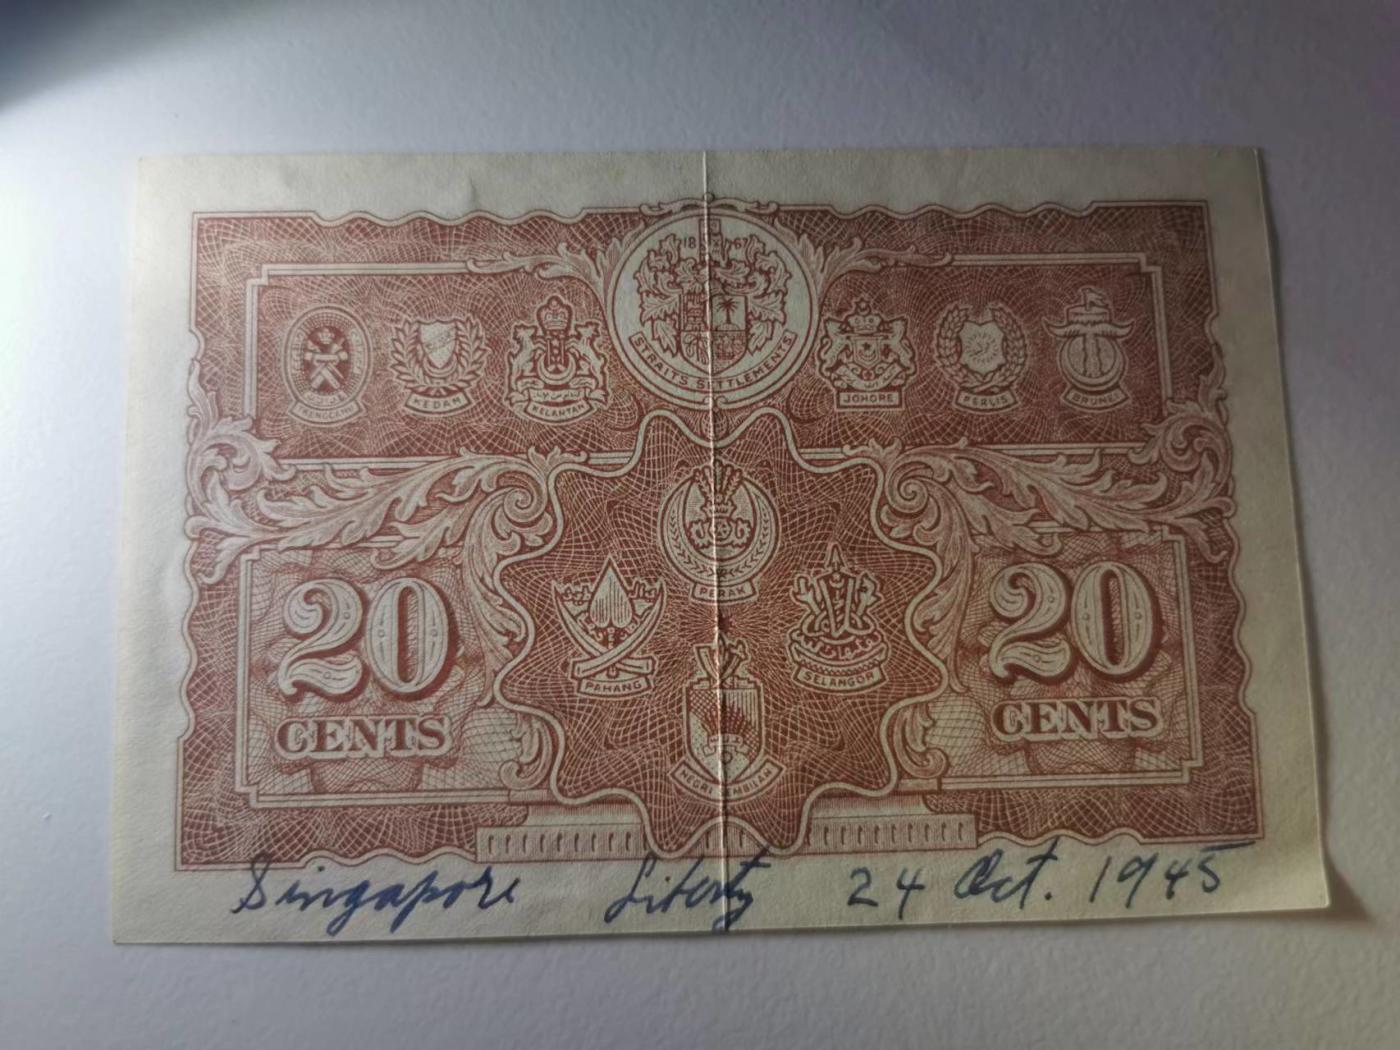 1867
STRAITS SETTLEMENTS
TRENGGANU
KEDAH
KELANTAN
JOHORE
PERLIS
BRUNEI
PERAK
PAHANG
SELANGOR
NEGRI SEMBILAN
20 CENTS
20 CENTS
Singapore Liberty 24 Oct. 1945